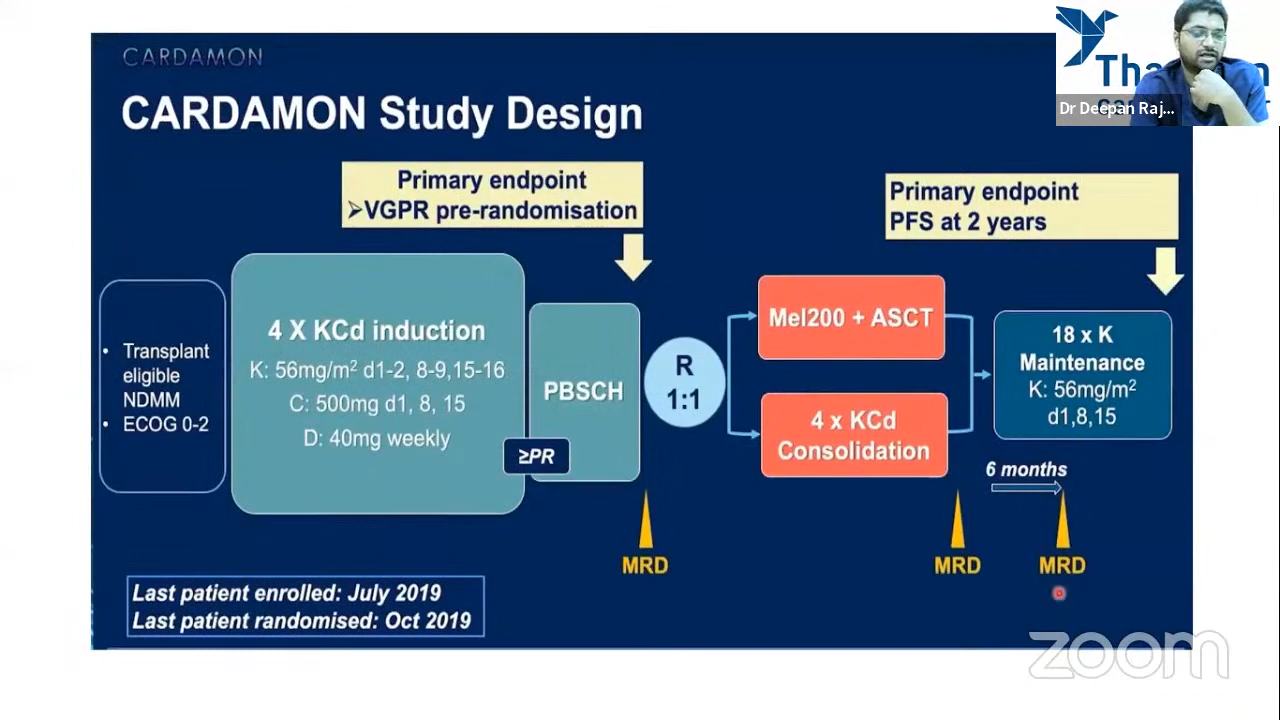 CARDAMON
CARDAMON Study Design
Dr Deepan Raj...
Primary endpoint
➢VGPR pre-randomisation
Primary endpoint
PFS at 2 years
• Transplant
eligible
NDMM
• ECOG 0-2
4 X KCd induction
K: 56mg/m² d1-2, 8-9,15-16
C: 500mg d1, 8, 15
D: 40mg weekly
≥PR
PBSCH
R
1:1
Mel200 + ASCT
4 x KCd
Consolidation
18 x K
Maintenance
K: 56mg/m²
d1,8,15
6 months
MRD
MRD
MRD
Last patient enrolled: July 2019
Last patient randomised: Oct 2019
zoom